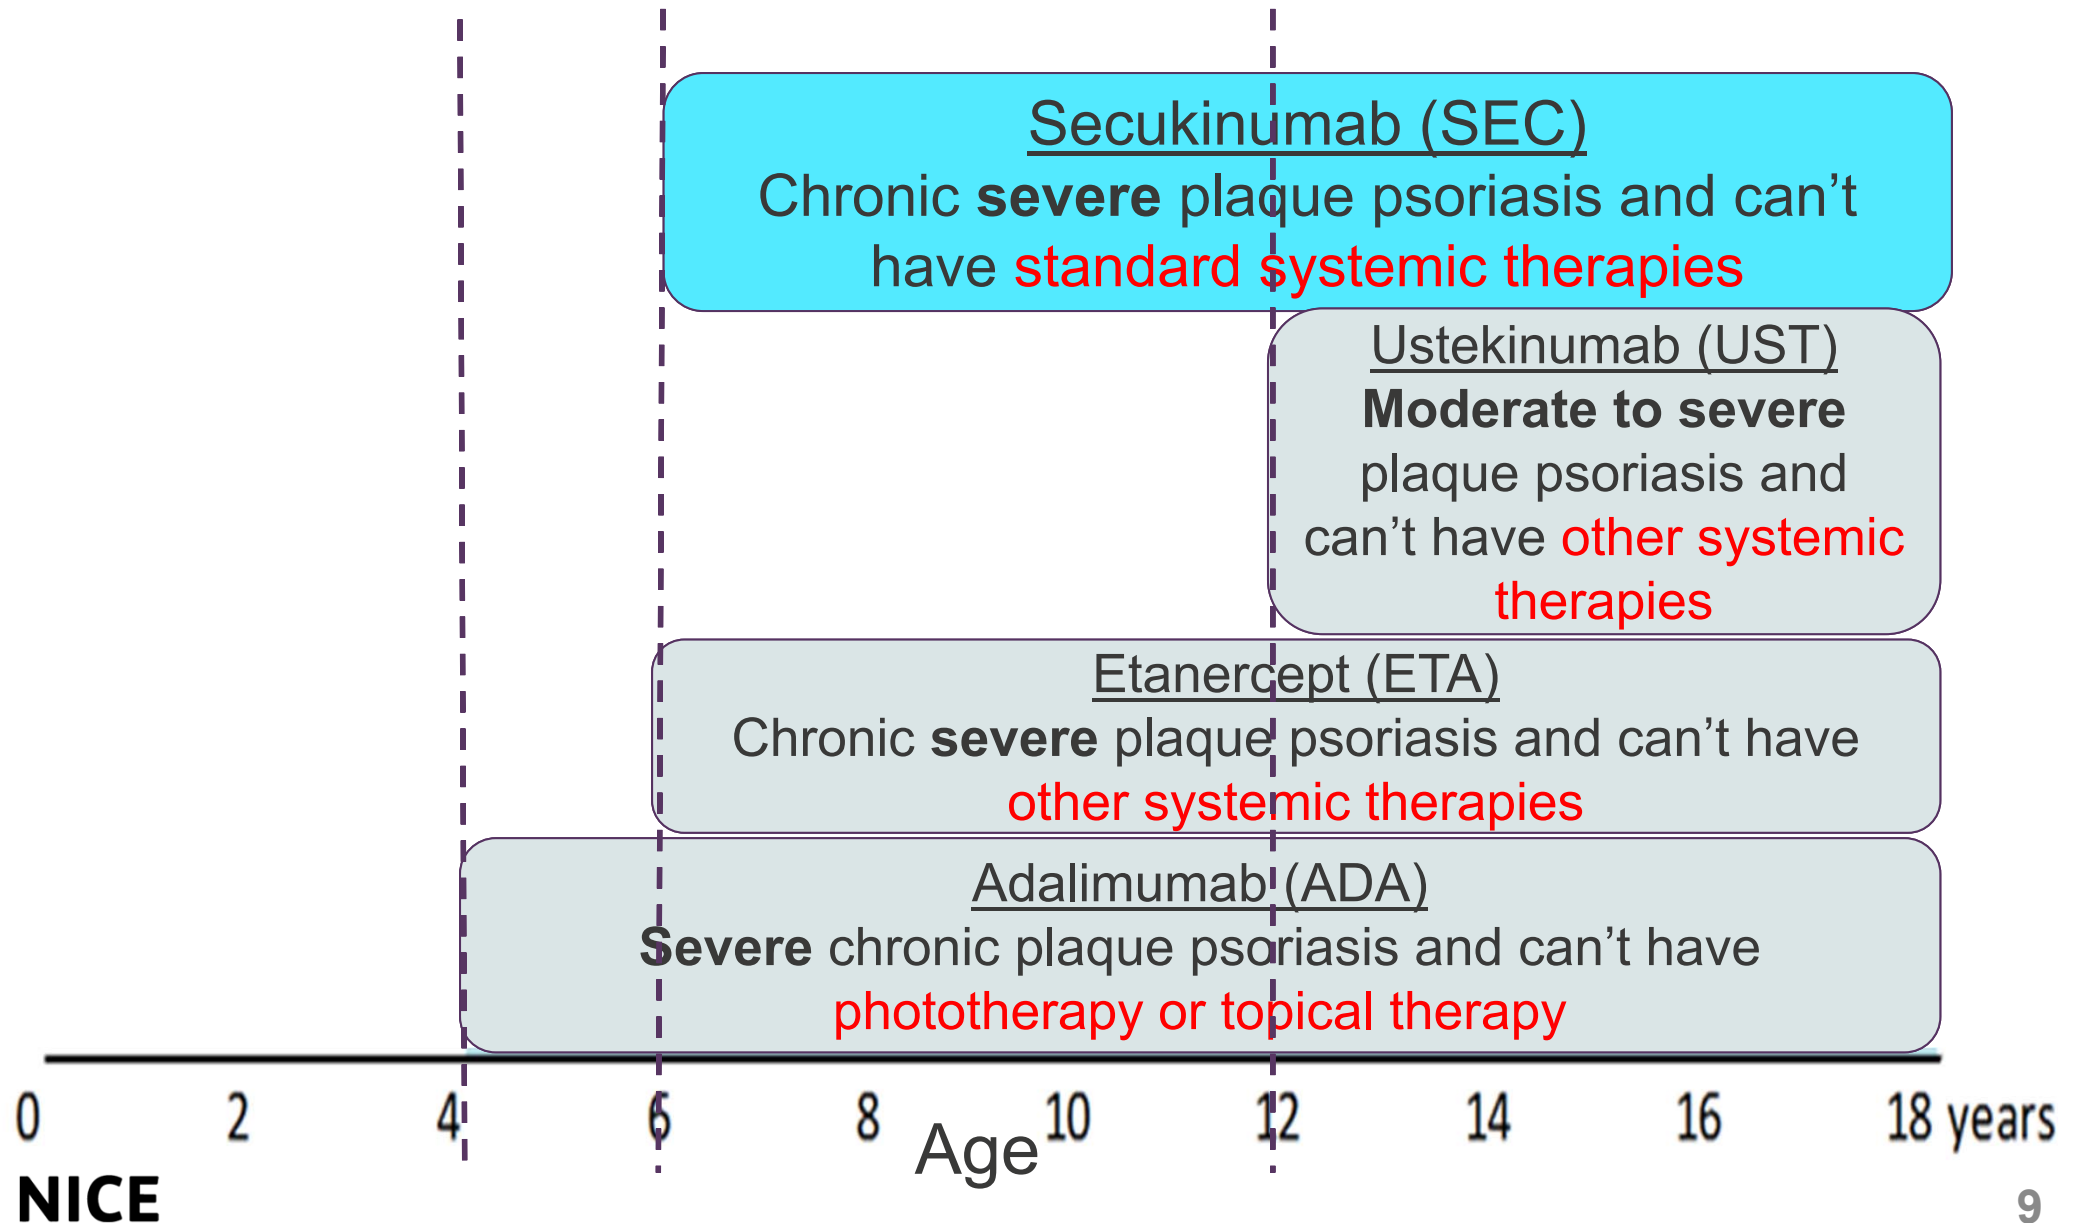 Secukinumab (SEC)
Chronic severe plaque psoriasis and can’t
have standard systemic therapies
Ustekinumab (UST)
Moderate to severe
plaque psoriasis and
can’t have other systemic
therapies
Etanercept (ETA)
Chronic severe plaque psoriasis and can’t have
other systemic therapies
Adalimumab (ADA)
Severe chronic plaque psoriasis and can’t have
phototherapy or topical therapy
0 2 4 6 8 10 12 14 16 18 years
Age
NICE
9